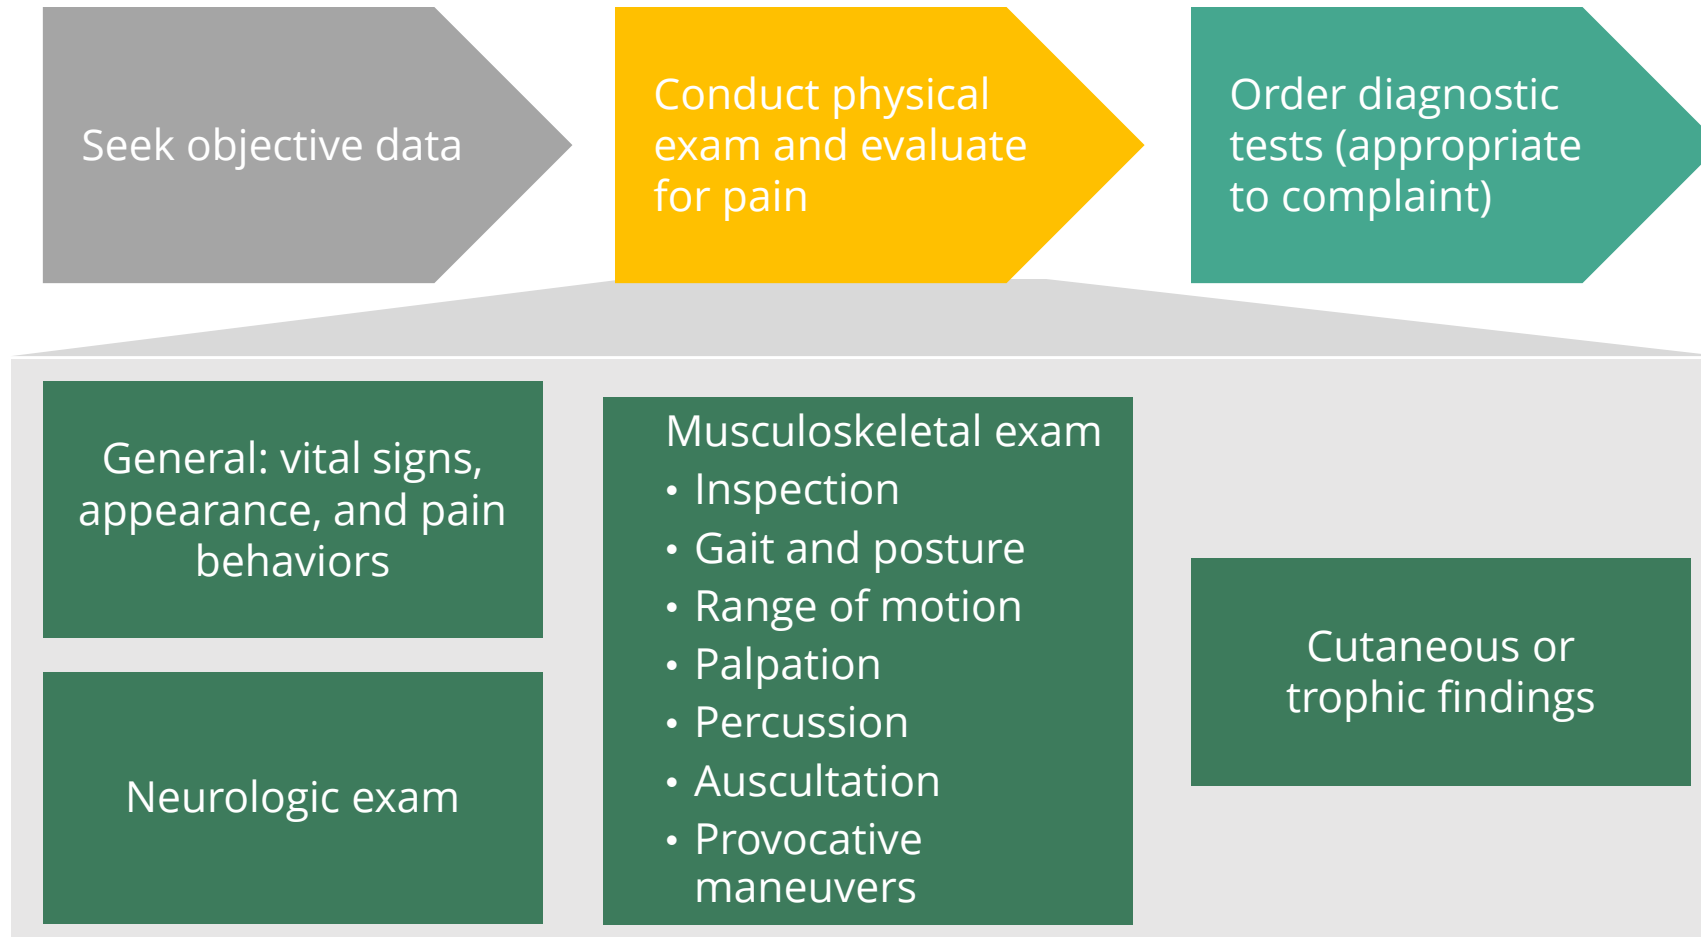 Seek objective data
Conduct physical
exam and evaluate
for pain
Order diagnostic
tests (appropriate
to complaint)
General: vital signs,
appearance, and pain
behaviors
Neurologic exam
Musculoskeletal exam
• Inspection
• Gait and posture
• Range of motion
• Palpation
• Percussion
• Auscultation
• Provocative
maneuvers
Cutaneous or
trophic findings